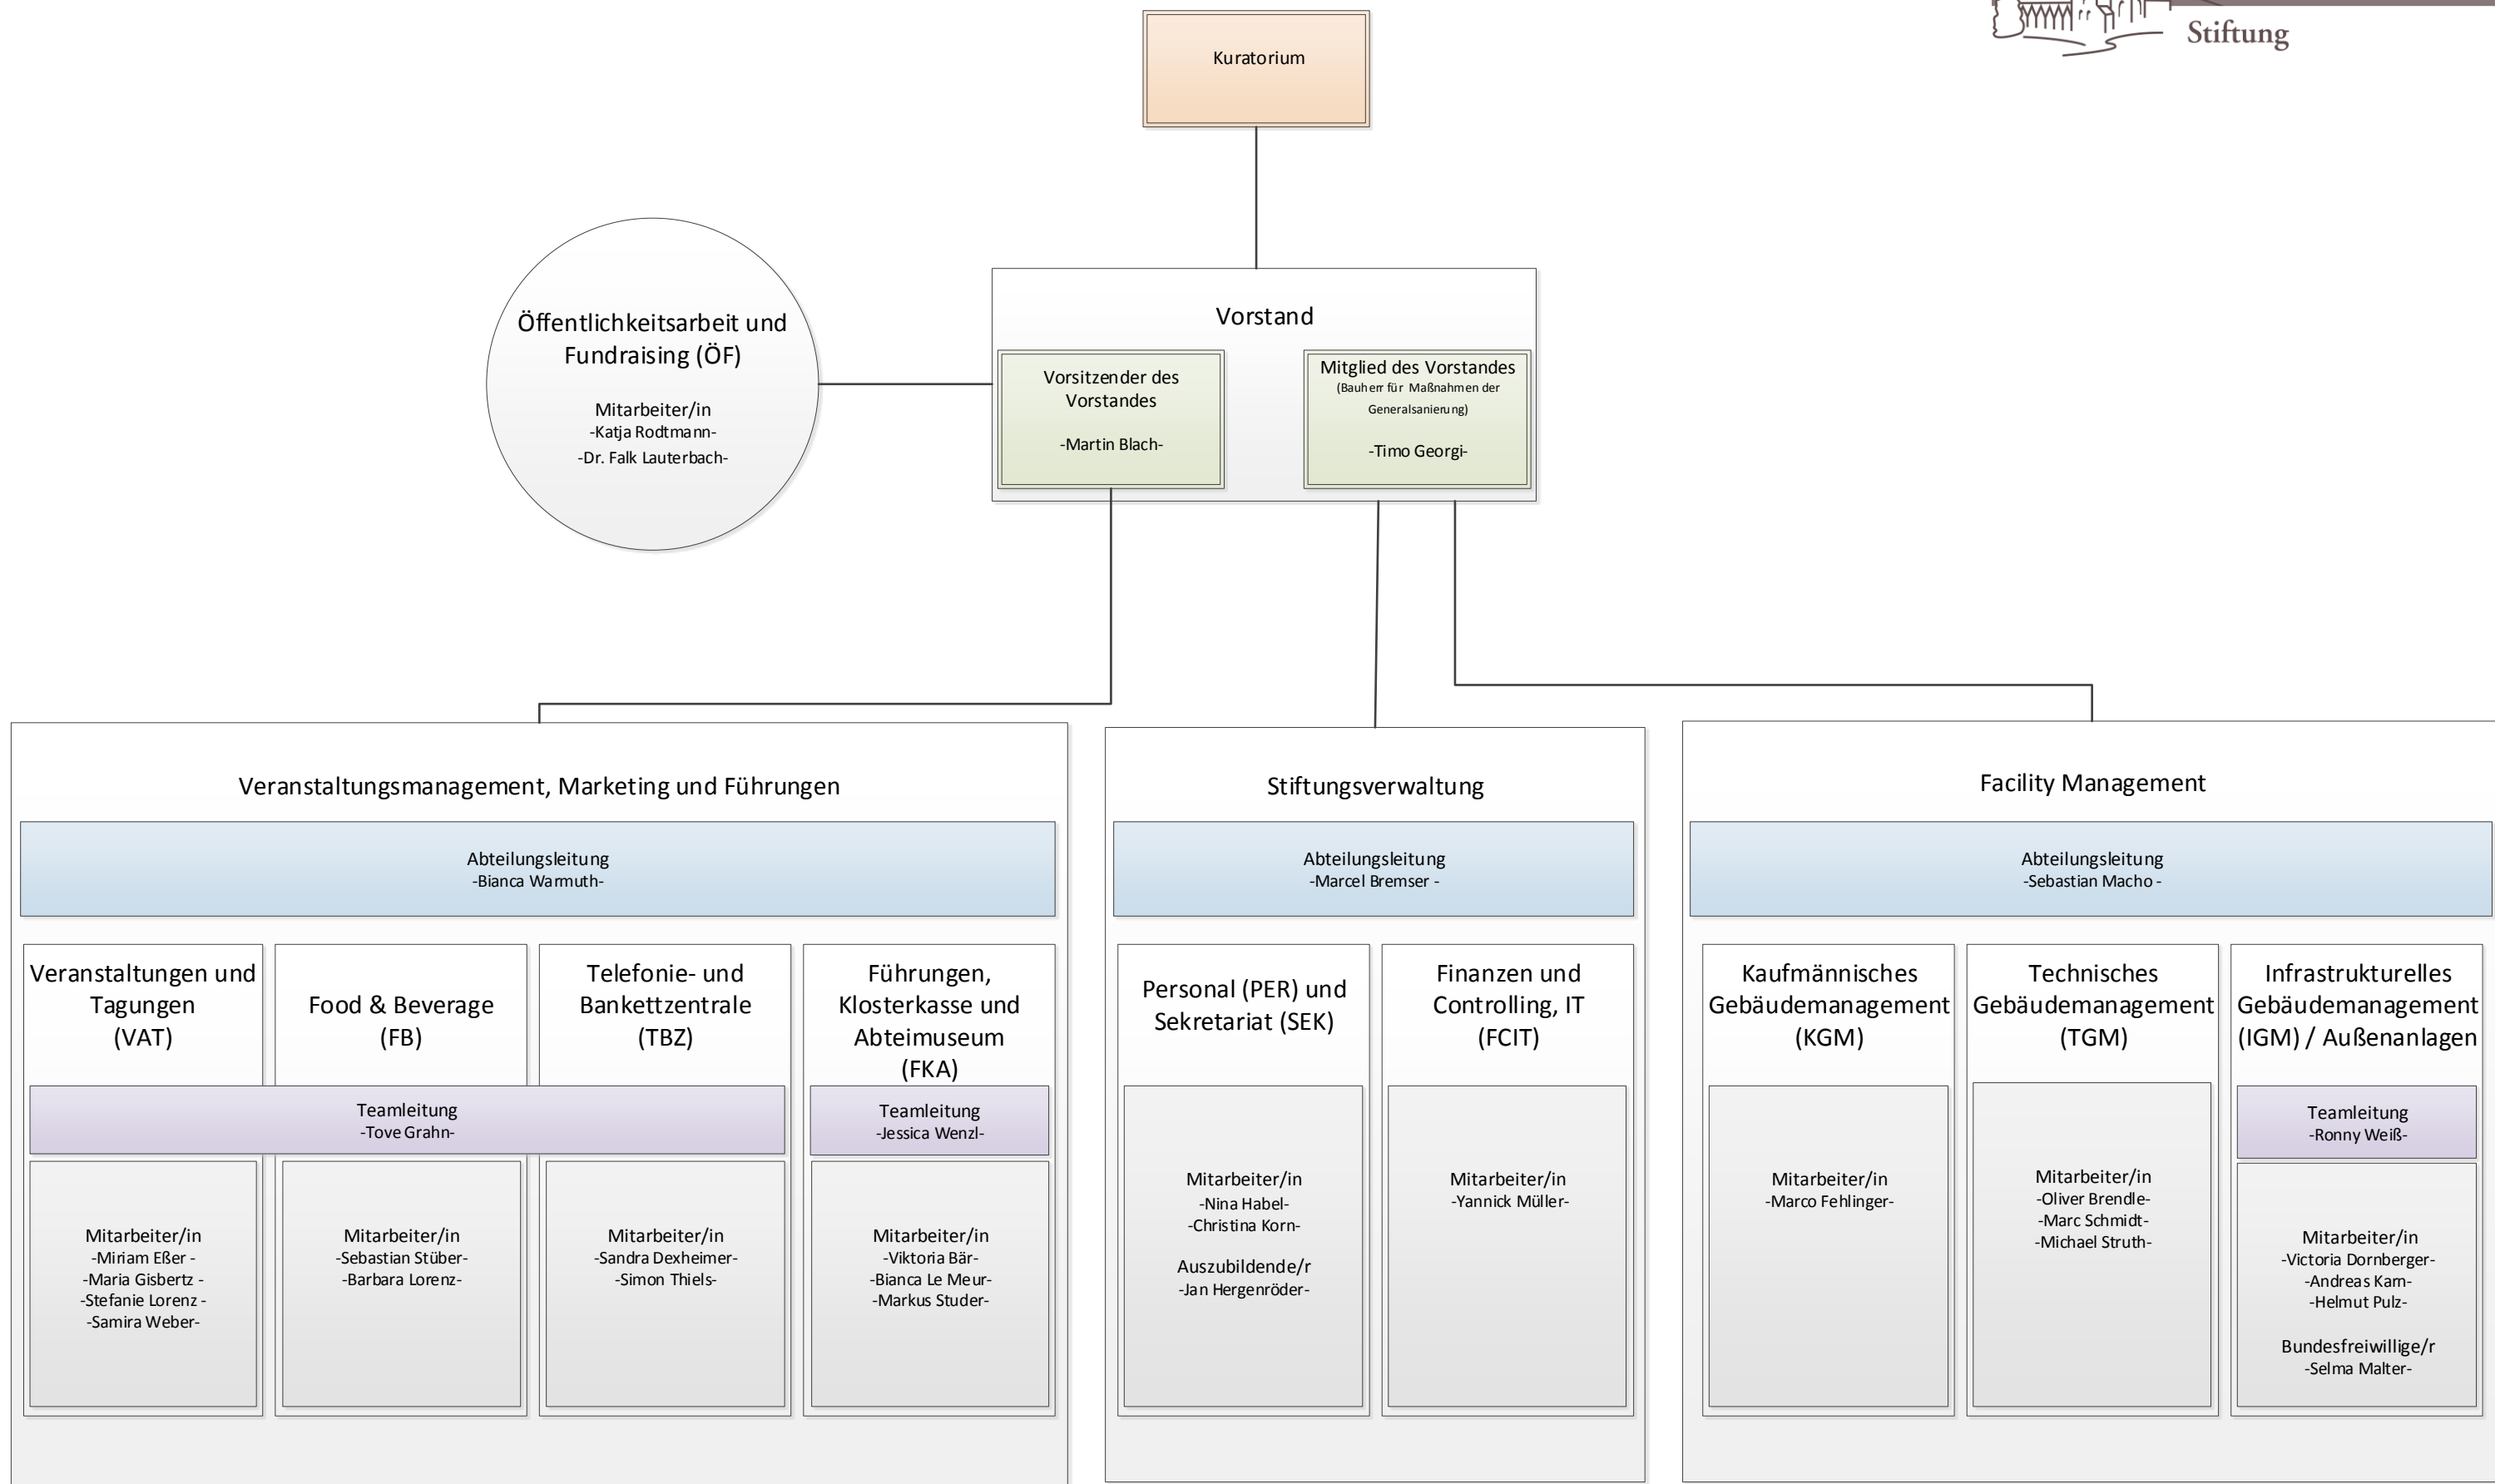 Stiftung
Kuratorium
Öffentlichkeitsarbeit und
Fundraising (ÖF)
Mitarbeiter/in
-Katja Rodtmann-
-Dr. Falk Lauterbach-
Vorstand
Vorsitzender des
Vorstandes
-Martin Blach-
Mitglied des Vorstandes
(Bauherr für Maßnahmen der
Generalsanierung)
-Timo Georgi-
Veranstaltungsmanagement, Marketing und Führungen
Abteilungsleitung
-Bianca Warmuth-
Veranstaltungen und
Tagungen
(VAT)
Food & Beverage
(FB)
Telefonie- und
Bankettzentrale
(TBZ)
Führungen,
Klosterkasse und
Abteimuseum
(FKA)
Teamleitung
-Tove Grahn-
Teamleitung
-Jessica Wenzl-
Mitarbeiter/in
-Miriam Eßer -
-Maria Gisbertz -
-Stefanie Lorenz -
-Samira Weber-
Mitarbeiter/in
-Sebastian Stüber-
-Barbara Lorenz-
Mitarbeiter/in
-Sandra Dexheimer-
-Simon Thiels-
Mitarbeiter/in
-Viktoria Bär-
-Bianca Le Meur-
-Markus Studer-
Stiftungsverwaltung
Abteilungsleitung
-Marcel Bremser -
Personal (PER) und
Sekretariat (SEK)
Finanzen und
Controlling, IT
(FCIT)
Mitarbeiter/in
-Nina Habel-
-Christina Korn-
Auszubildende/r
-Jan Hergenröder-
Mitarbeiter/in
-Yannick Müller-
Facility Management
Abteilungsleitung
-Sebastian Macho -
Kaufmännisches
Gebäudemanagement
(KGM)
Technisches
Gebäudemanagement
(TGM)
Infrastrukturelles
Gebäudemanagement
(IGM) / Außenanlagen
Mitarbeiter/in
-Marco Fehlinger-
Mitarbeiter/in
-Oliver Brendle-
-Marc Schmidt-
-Michael Struth-
Teamleitung
-Ronny Weiß-
Mitarbeiter/in
-Victoria Dornberger-
-Andreas Karn-
-Helmut Pulz-
Bundesfreiwillige/r
-Selma Malter-